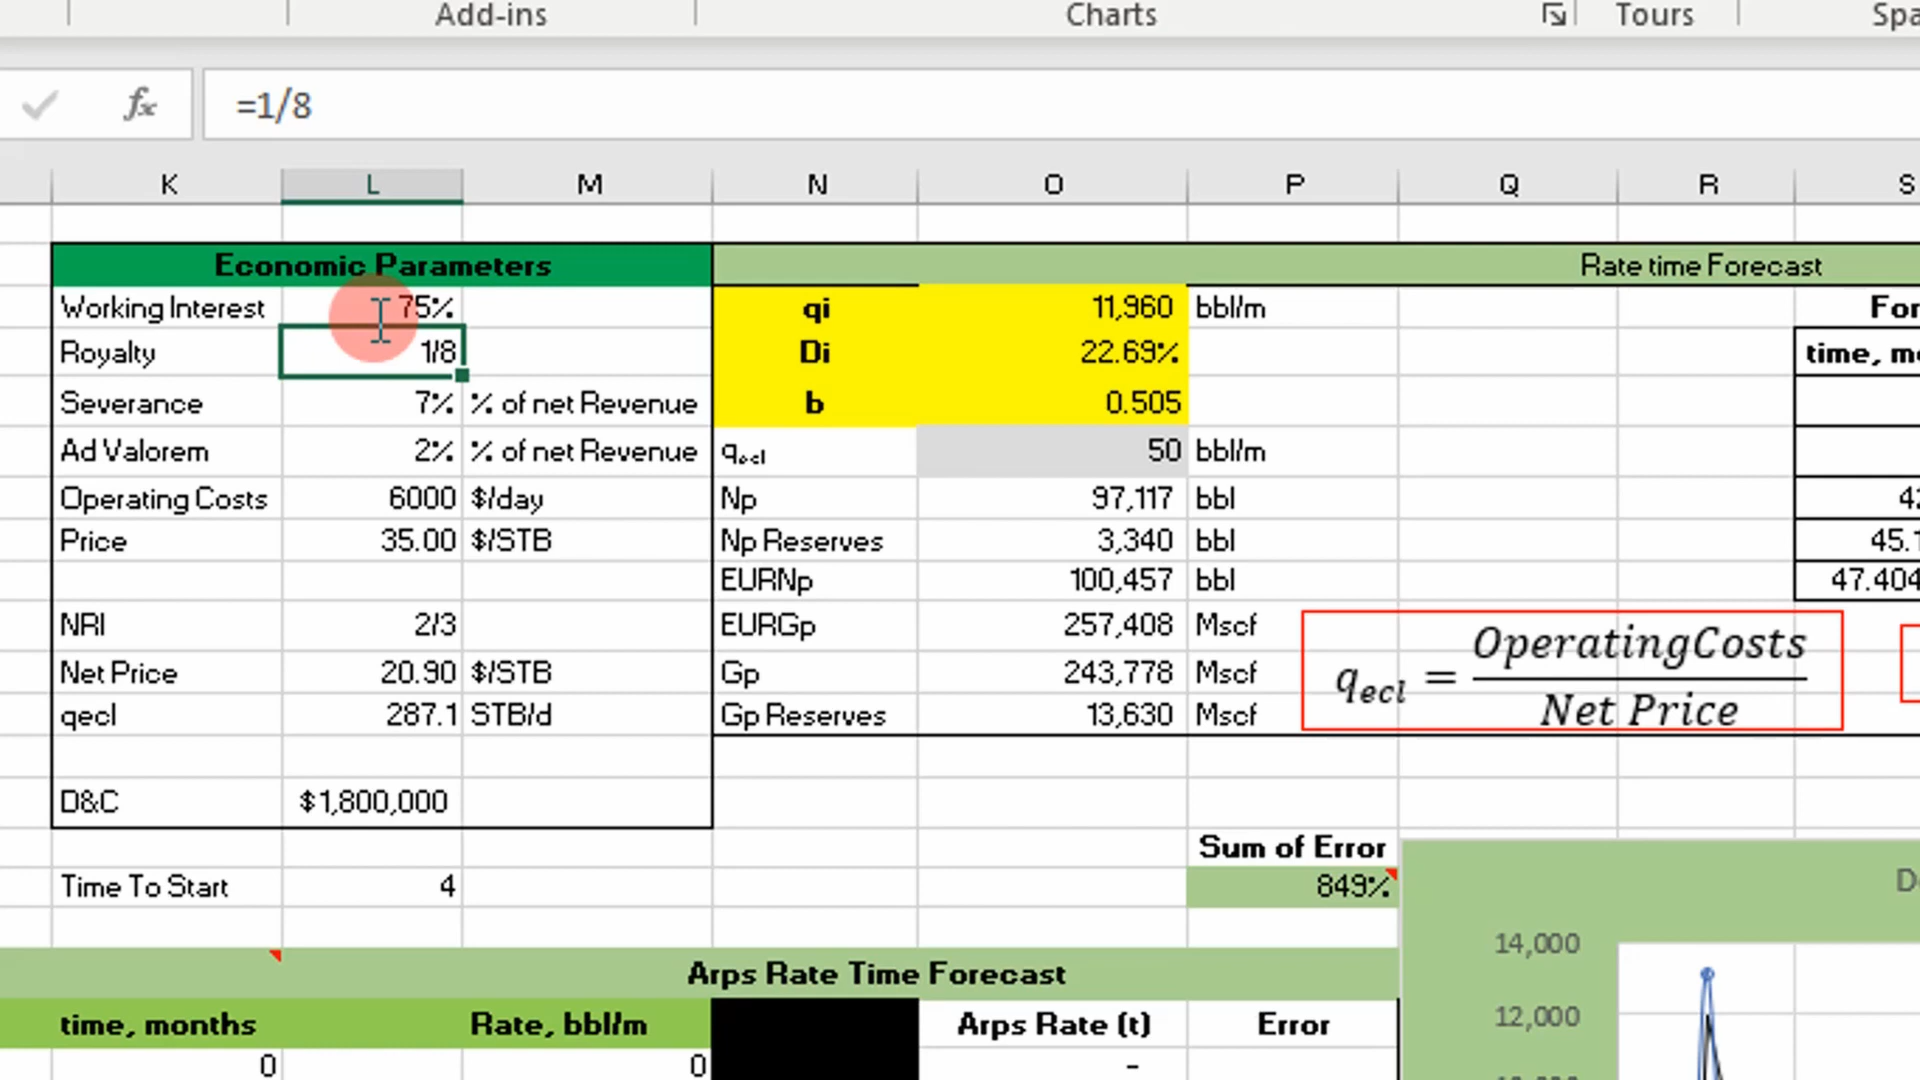 Add-ins Charts Tours Spa
fx =1/8
K L M N O P Q R S
Economic Parameters Rate time Forecast
Working Interest 75% qi 11,960 bbl/m For
Royalty 1/8 Di 22.69% time, mo
Severance 7% % of net Revenue b 0.505
Ad Valorem 2% % of net Revenue qecl 50 bbl/m
Operating Costs 6000 $/day Np 97,117 bbl 42
Price 35.00 $/STB Np Reserves 3,340 bbl 45.1
EURNp 100,457 bbl 47.404
NRI 2/3 EURGp 257,408 Mscf
Net Price 20.90 $/STB Gp 243,778 Mscf
qecl 287.1 STB/d Gp Reserves 13,630 Mscf
qecl = OperatingCosts
Net Price
D&C $1,800,000
Sum of Error
Time To Start 4 849%
D
14,000
Arps Rate Time Forecast
time, months Rate, bbl/m Arps Rate (t) Error 12,000
0 0 -